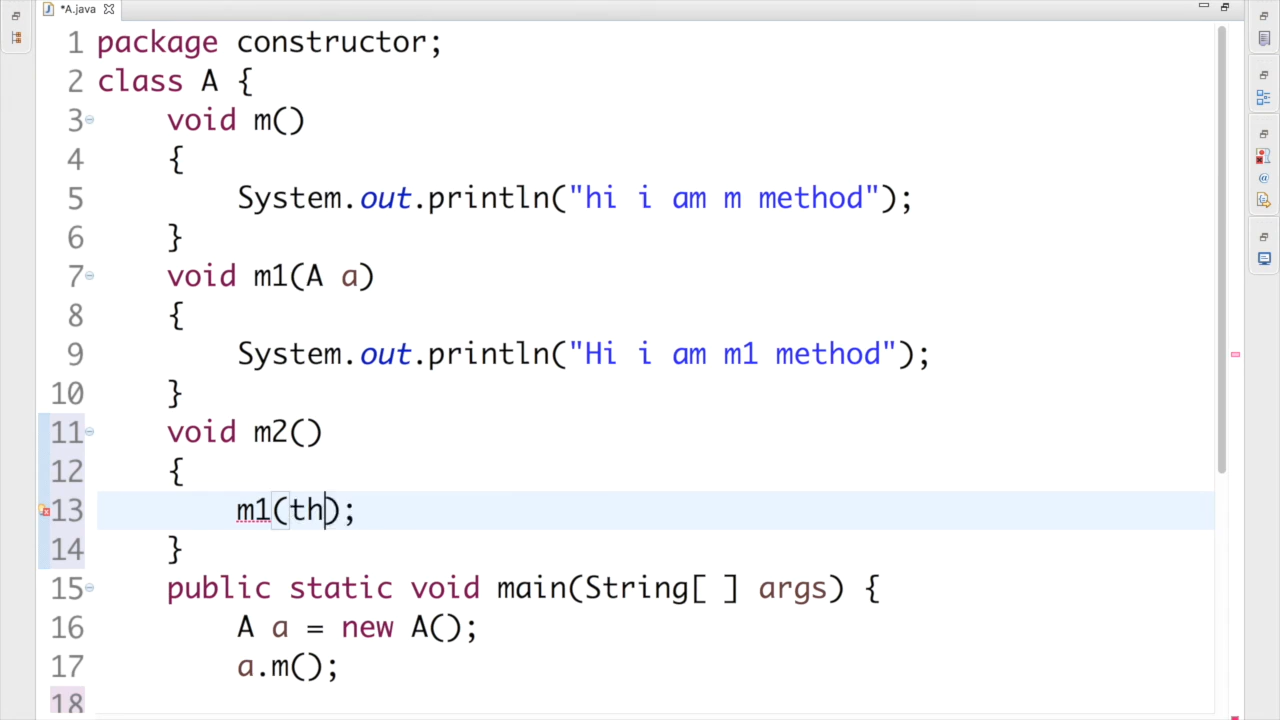 *A.java
1 package constructor;
2 class A {
3 void m()
4 {
5 System.out.println("hi i am m method");
6 }
7 void m1(A a)
8 {
9 System.out.println("Hi i am m1 method");
10 }
11 void m2()
12 {
13 m1(th);
14 }
15 public static void main(String[ ] args) {
16 A a = new A();
17 a.m();
18